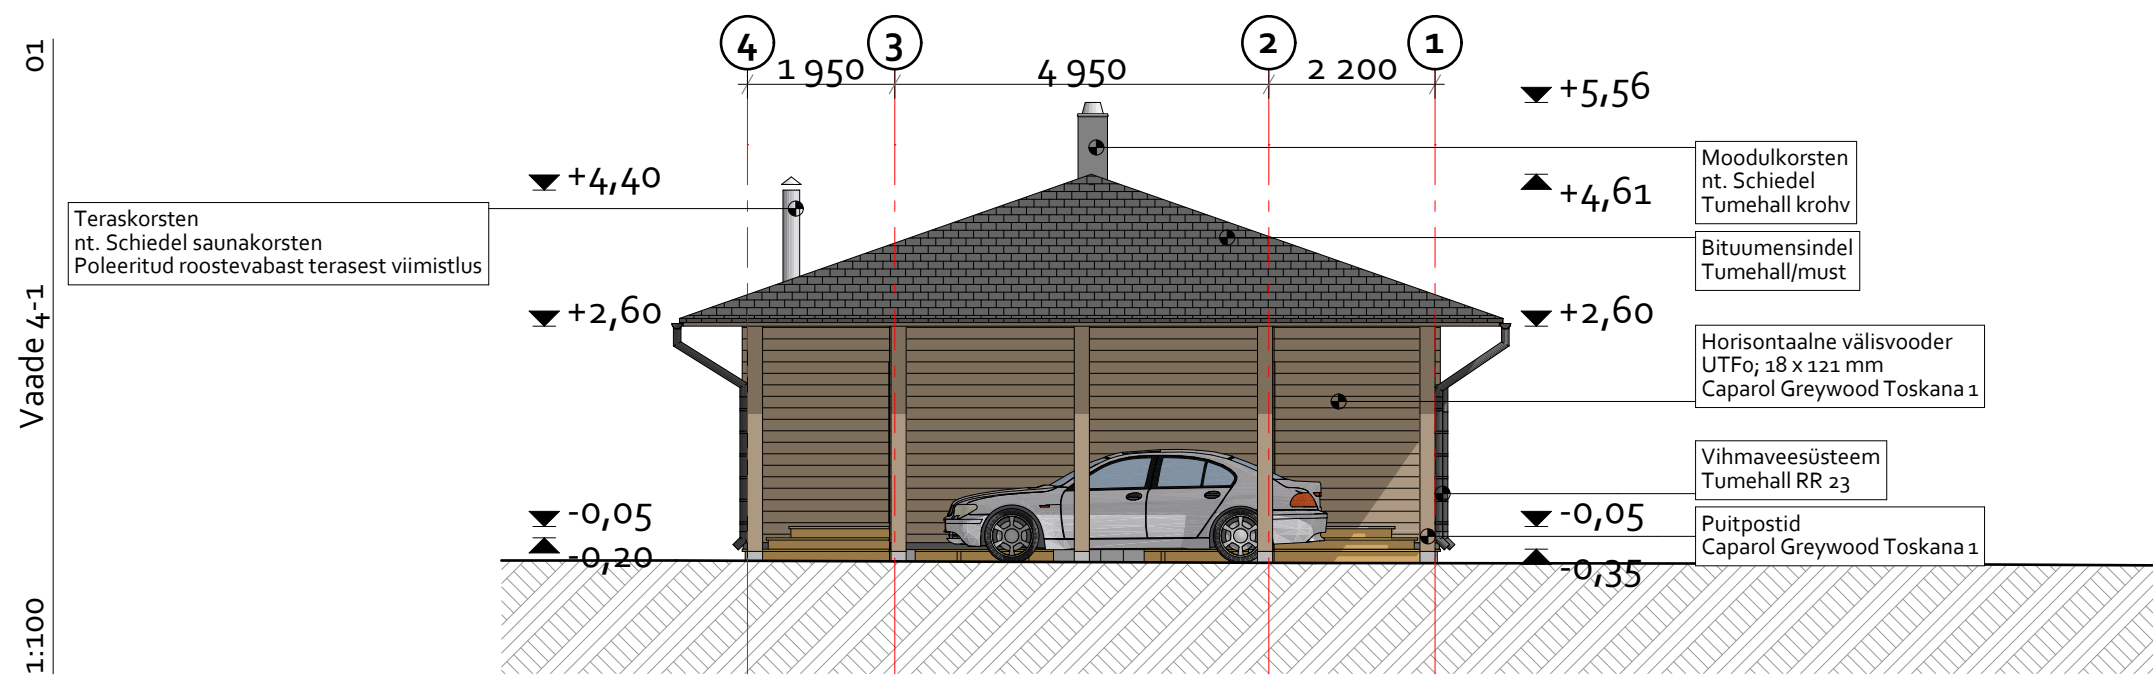 01
Vaade 4-1
1:100
4
3
2
1
1 950
4 950
2 200
+5,56
+4,40
+4,61
+2,60
+2,60
-0,05
-0,20
-0,05
-0,35
Teraskorsten
nt. Schiedel saunakorsten
Poleeritud roostevabast terasest viimistlus
Moodulkorsten
nt. Schiedel
Tumehall krohv
Bituumensindel
Tumehall/must
Horisontaalne välisvooder
UTF0; 18 x 121 mm
Caparol Greywood Toskana 1
Vihmaveesüsteem
Tumehall RR 23
Puitpostid
Caparol Greywood Toskana 1